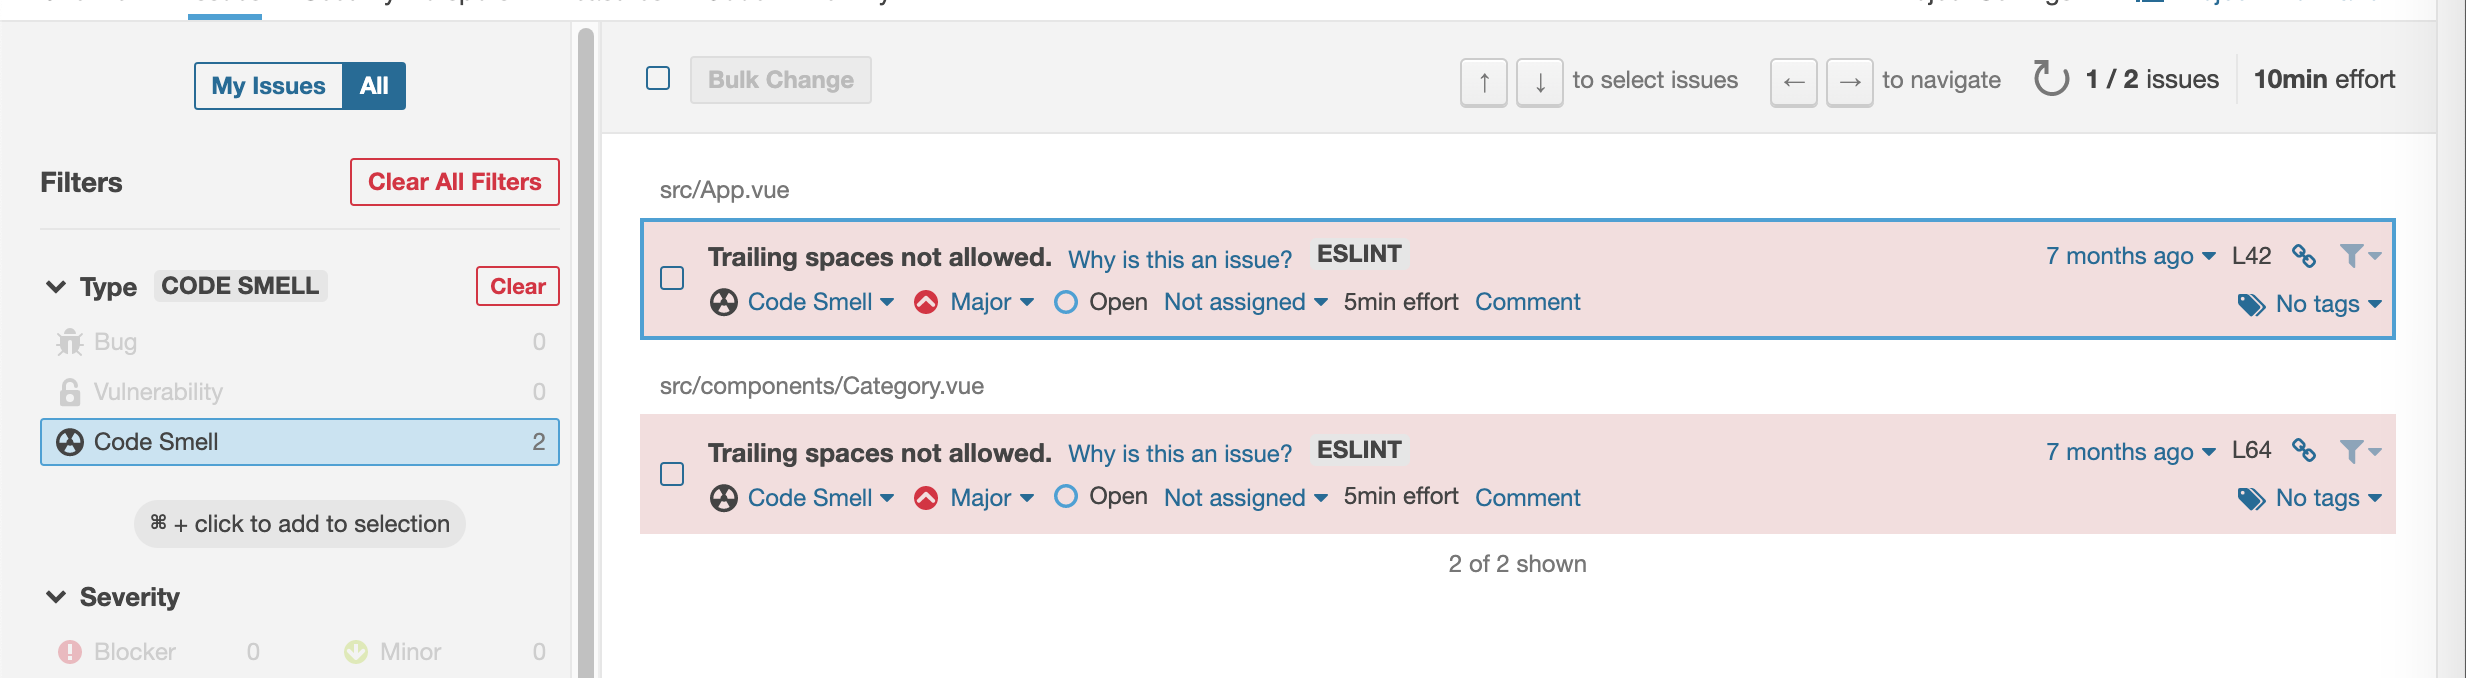 My Issues All
Bulk Change
↑ ↓ to select issues ← → to navigate 1 / 2 issues 10min effort
Filters Clear All Filters
src/App.vue
Trailing spaces not allowed. Why is this an issue? ESLINT 7 months ago L42
Code Smell Major Open Not assigned 5min effort Comment No tags
Type CODE SMELL Clear
Bug 0
Vulnerability 0
Code Smell 2
⌘ + click to add to selection
src/components/Category.vue
Trailing spaces not allowed. Why is this an issue? ESLINT 7 months ago L64
Code Smell Major Open Not assigned 5min effort Comment No tags
2 of 2 shown
Severity
Blocker 0 Minor 0